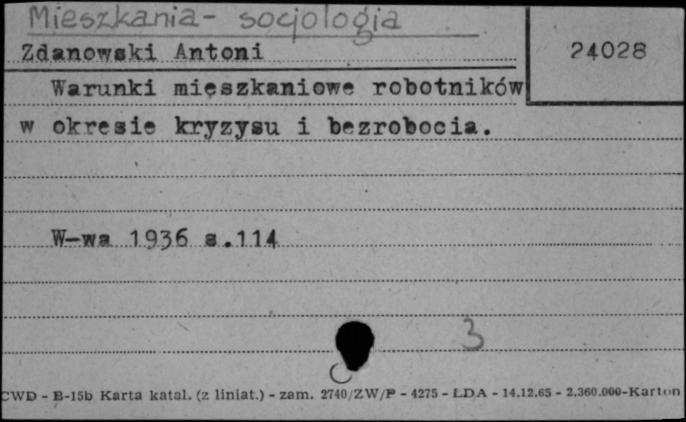 Mieszkania - socjologia
Zdanowski Antoni
24028
Warunki mieszkaniowe robotników
w okresie kryzysu i bezrobocia.
W-wa 1936 s.114
3
CWD - B-15b Karta katal. (z liniat.) - zam. 2740/ZW/P - 4275 - LDA - 14.12.65 - 2.360.000-Karton